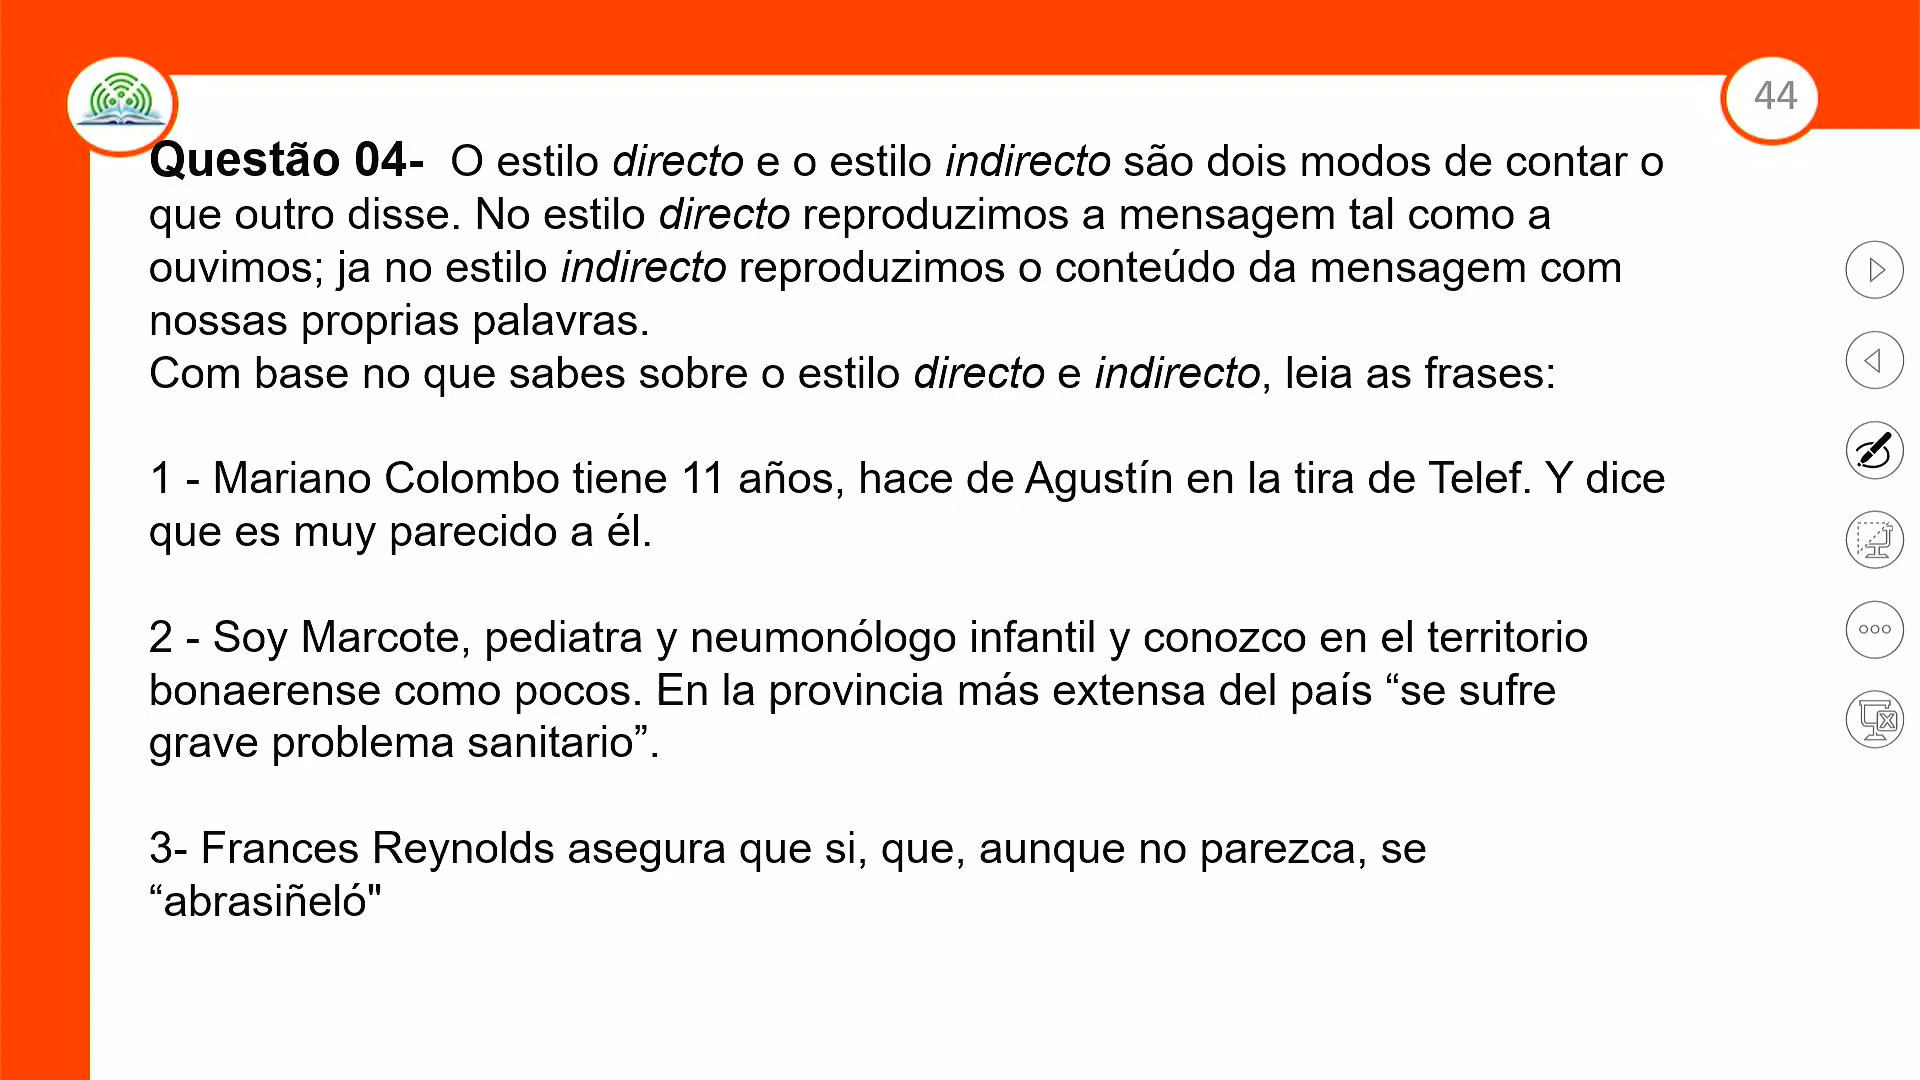 44
Questão 04- O estilo directo e o estilo indirecto são dois modos de contar o
que outro disse. No estilo directo reproduzimos a mensagem tal como a
ouvimos; ja no estilo indirecto reproduzimos o conteúdo da mensagem com
nossas proprias palavras.
Com base no que sabes sobre o estilo directo e indirecto, leia as frases:
1 - Mariano Colombo tiene 11 años, hace de Agustín en la tira de Telef. Y dice
que es muy parecido a él.
2 - Soy Marcote, pediatra y neumonólogo infantil y conozco en el territorio
bonaerense como pocos. En la provincia más extensa del país “se sufre
grave problema sanitario”.
3- Frances Reynolds asegura que si, que, aunque no parezca, se
“abrasiñeló"